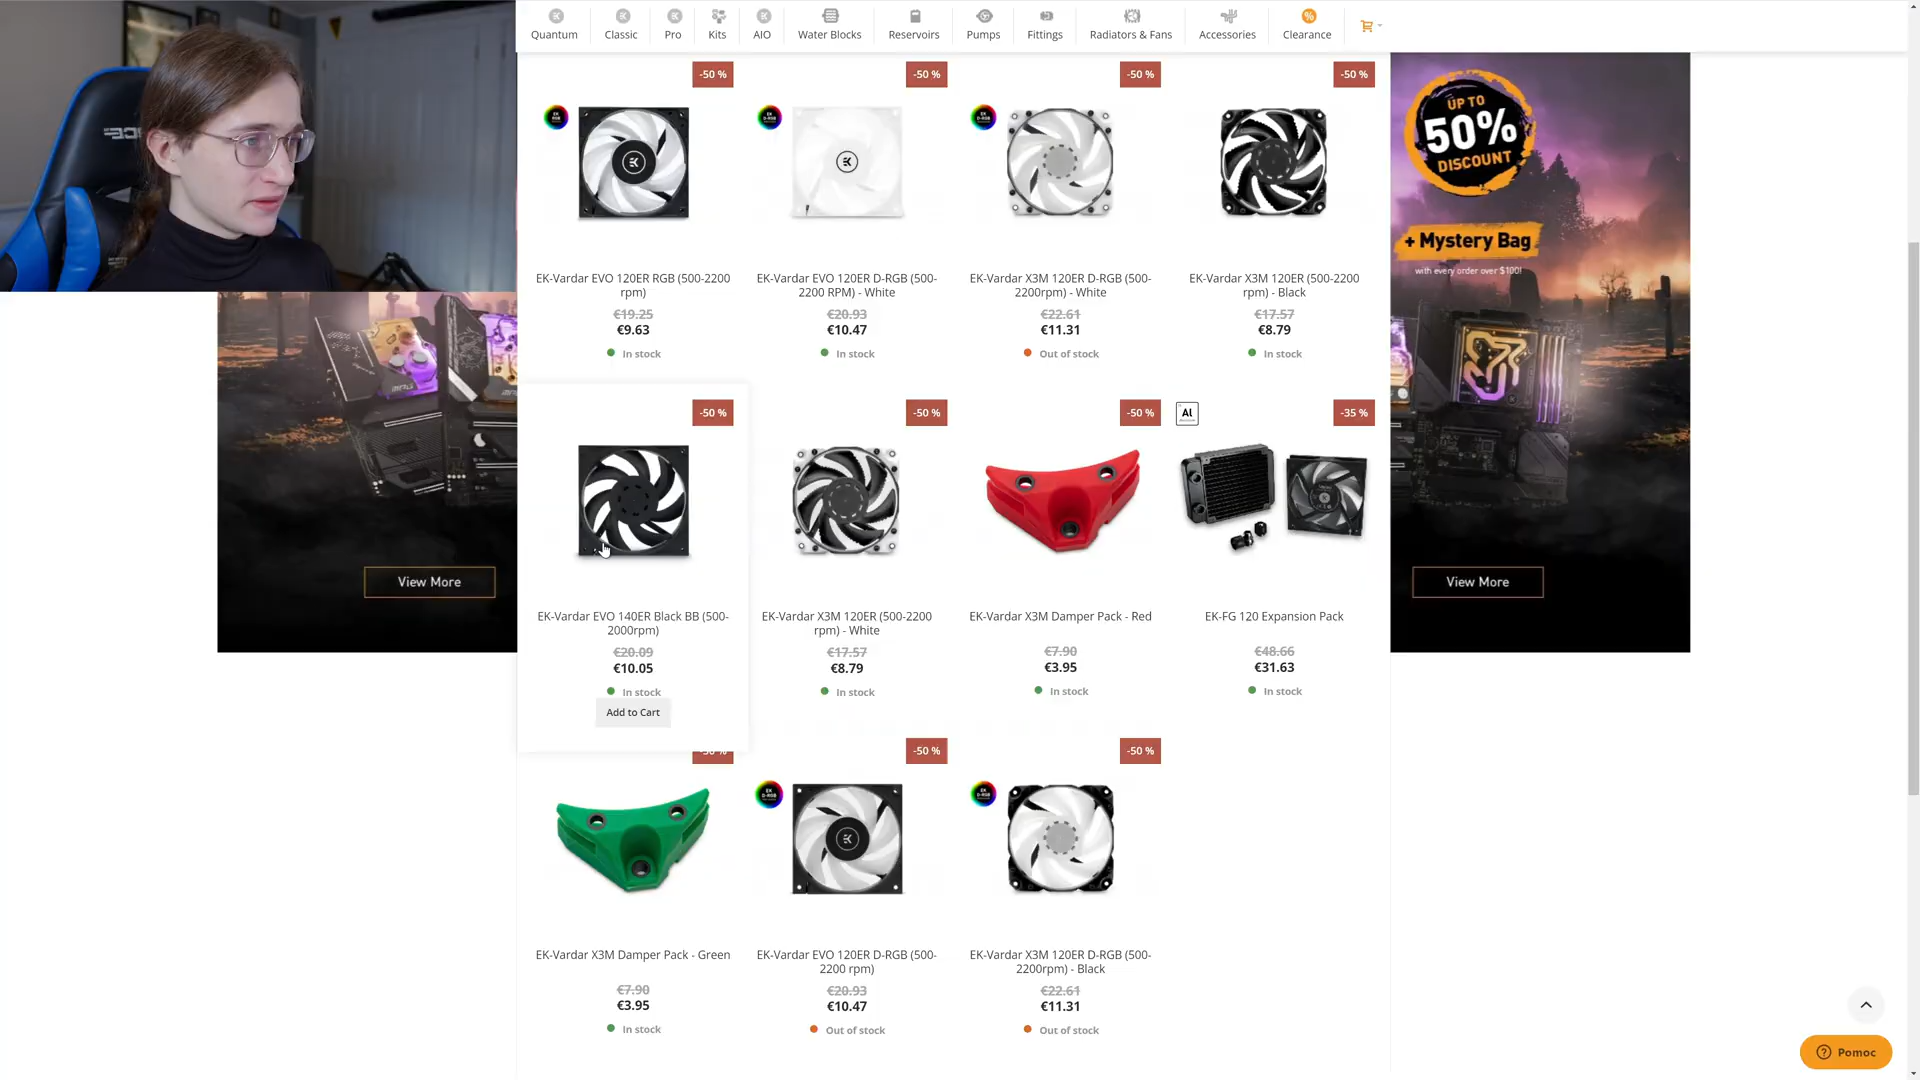 Quantum
Classic
Pro
Kits
AIO
Water Blocks
Reservoirs
Pumps
Fittings
Radiators & Fans
Accessories
%
Clearance
-50 %
-50 %
-50 %
-50 %
EK-Vardar EVO 120ER RGB (500-2200
rpm)
€19.25
€9.63
In stock
EK-Vardar EVO 120ER D-RGB (500-
2200 RPM) - White
€20.93
€10.47
In stock
EK-Vardar X3M 120ER D-RGB (500-
2200rpm) - White
€22.61
€11.31
Out of stock
EK-Vardar X3M 120ER (500-2200
rpm) - Black
€17.57
€8.79
In stock
-50 %
-50 %
-50 %
Al
-35 %
EK-Vardar EVO 140ER Black BB (500-
2000rpm)
€20.09
€10.05
In stock
Add to Cart
EK-Vardar X3M 120ER (500-2200
rpm) - White
€17.57
€8.79
In stock
EK-Vardar X3M Damper Pack - Red
€7.90
€3.95
In stock
EK-FG 120 Expansion Pack
€48.66
€31.63
In stock
-50 %
-50 %
-50 %
EK-Vardar X3M Damper Pack - Green
€7.90
€3.95
In stock
EK-Vardar EVO 120ER D-RGB (500-
2200 rpm)
€20.93
€10.47
Out of stock
EK-Vardar X3M 120ER D-RGB (500-
2200rpm) - Black
€22.61
€11.31
Out of stock
View More
UP TO
50%
DISCOUNT
+ Mystery Bag
with every order over $100!
View More
Pomoc